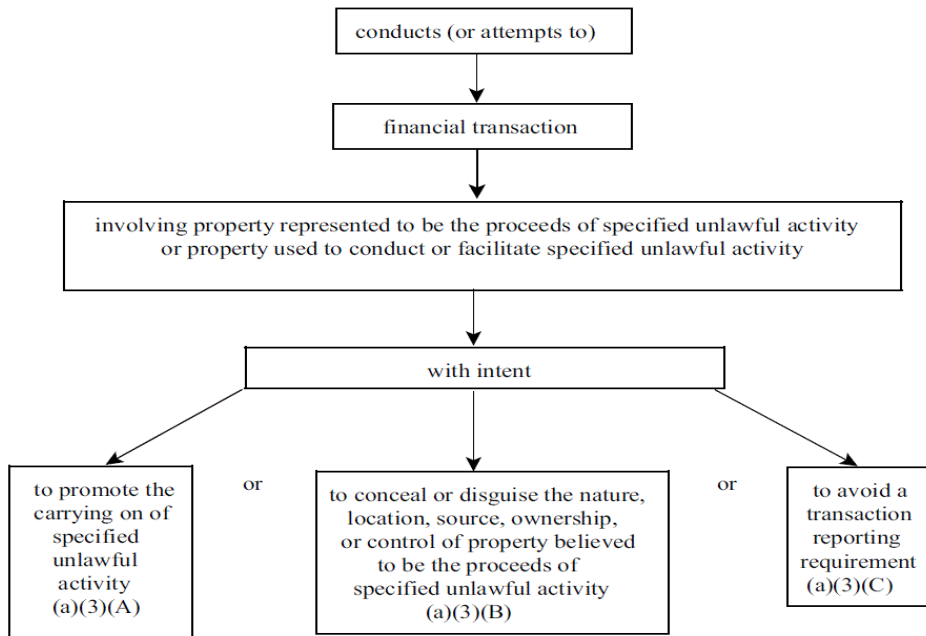 conducts (or attempts to)
financial transaction
involving property represented to be the proceeds of specified unlawful activity
or property used to conduct or facilitate specified unlawful activity
with intent
to promote the
carrying on of
specified
unlawful
activity
(a)(3)(A)
or
to conceal or disguise the nature,
location, source, ownership,
or control of property believed
to be the proceeds of
specified unlawful activity
(a)(3)(B)
or
to avoid a
transaction
reporting
requirement
(a)(3)(C)